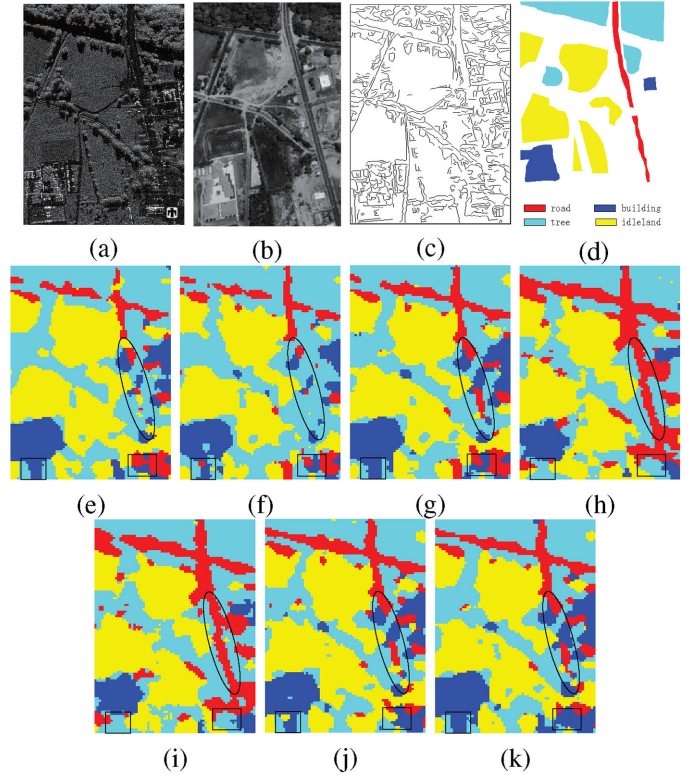 road
building
tree
idleland
(a)
(b)
(c)
(d)
(e)
(f)
(g)
(h)
(i)
(j)
(k)